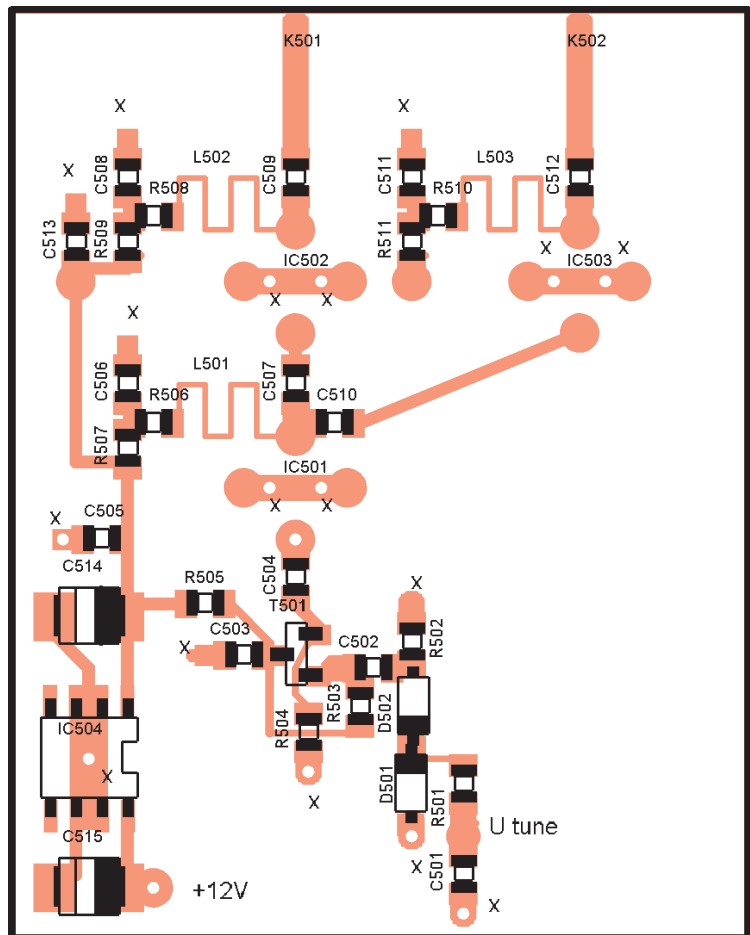 K501
K502
X
X
L502
C511
L503
X
C508
C509
C512
R508
R510
C513
R509
R511
X
X
IC502
IC503
X
X
X
L501
C506
R506
C507
C510
R507
IC501
X
X
C505
X
C514
R505
C504
T501
X
C503
C502
R502
X
R503
D502
R504
IC504
X
X
D501
R501
C515
U tune
X
C501
+12V
X